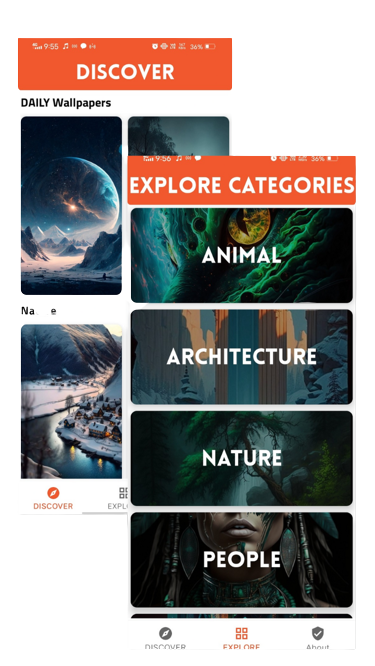 9:55
36%
DISCOVER
DAILY Wallpapers
Na e
DISCOVER
EXPL
9:56
36%
EXPLORE CATEGORIES
ANIMAL
ARCHITECTURE
NATURE
PEOPLE
DISCOVER
EXPLORE
About